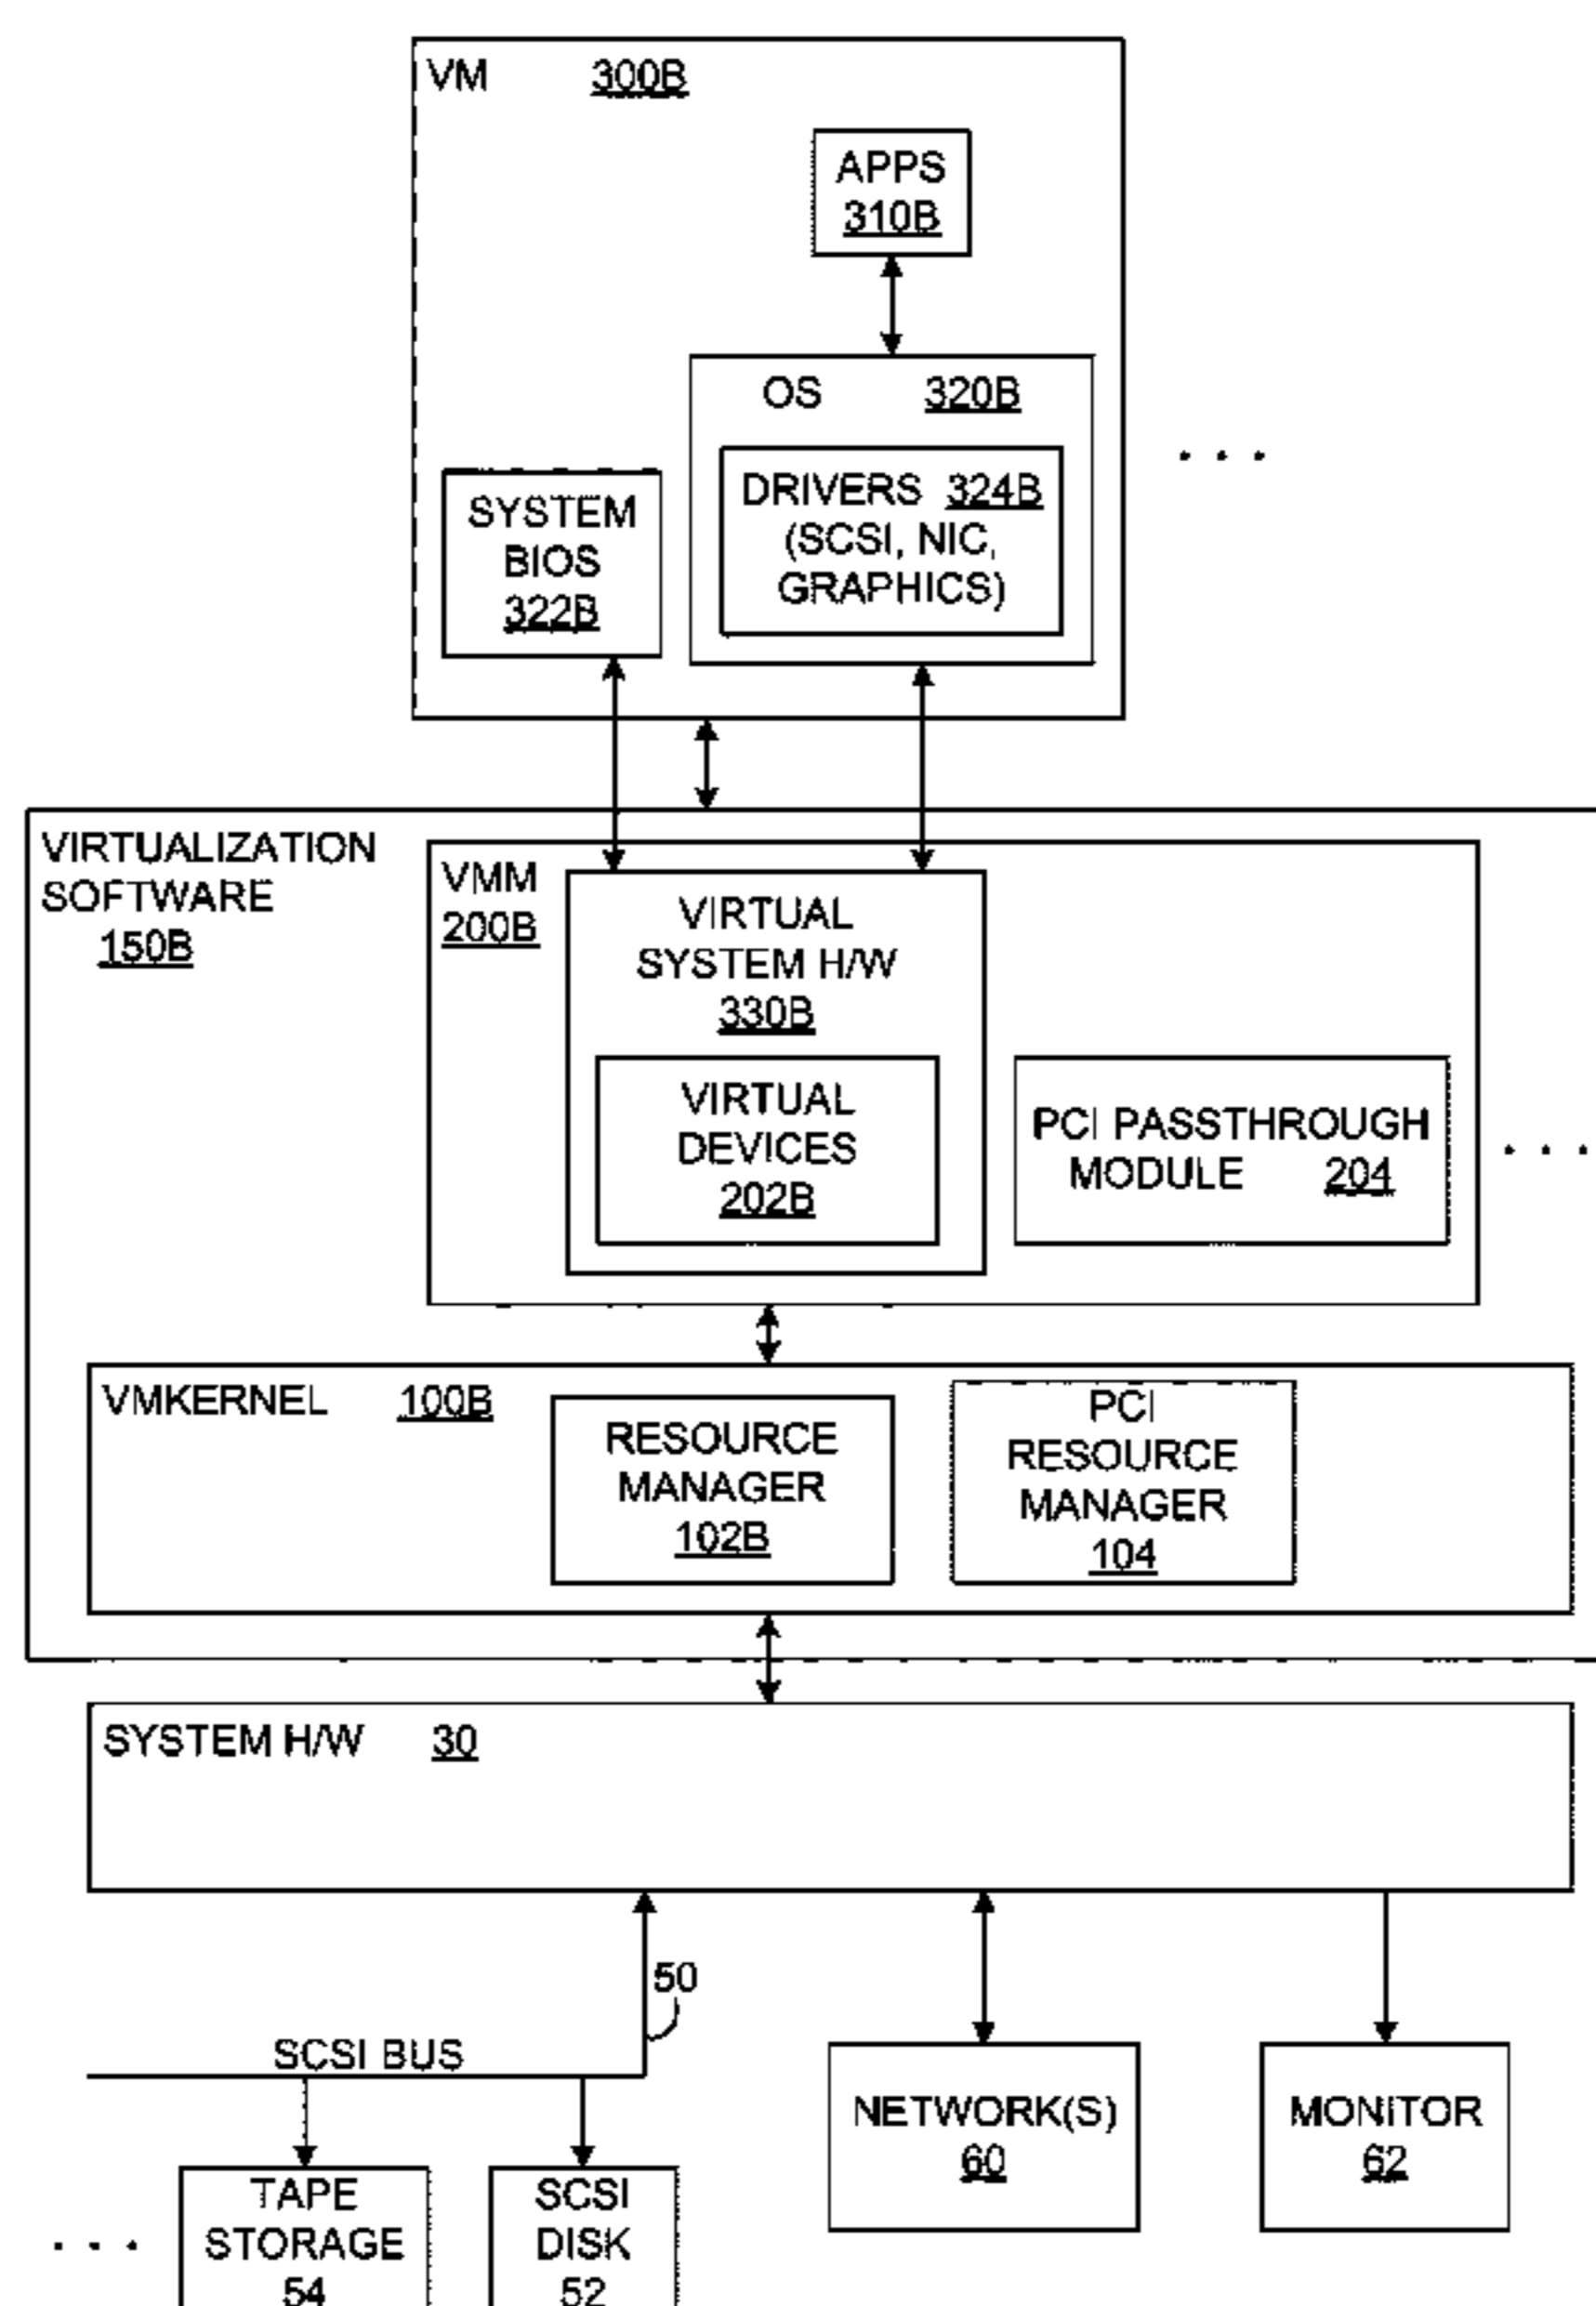 VM 300B
APPS
310B
OS 320B
DRIVERS 324B
(SCSI, NIC,
GRAPHICS)
SYSTEM
BIOS
322B
. . .
VIRTUALIZATION
SOFTWARE
150B
VMM
200B
VIRTUAL
SYSTEM H/W
330B
VIRTUAL
DEVICES
202B
PCI PASSTHROUGH
MODULE 204
. . .
VMKERNEL 100B
RESOURCE
MANAGER
102B
PCI
RESOURCE
MANAGER
104
SYSTEM H/W 30
50
SCSI BUS
NETWORK(S)
60
MONITOR
62
. . .
TAPE
STORAGE
54
SCSI
DISK
52